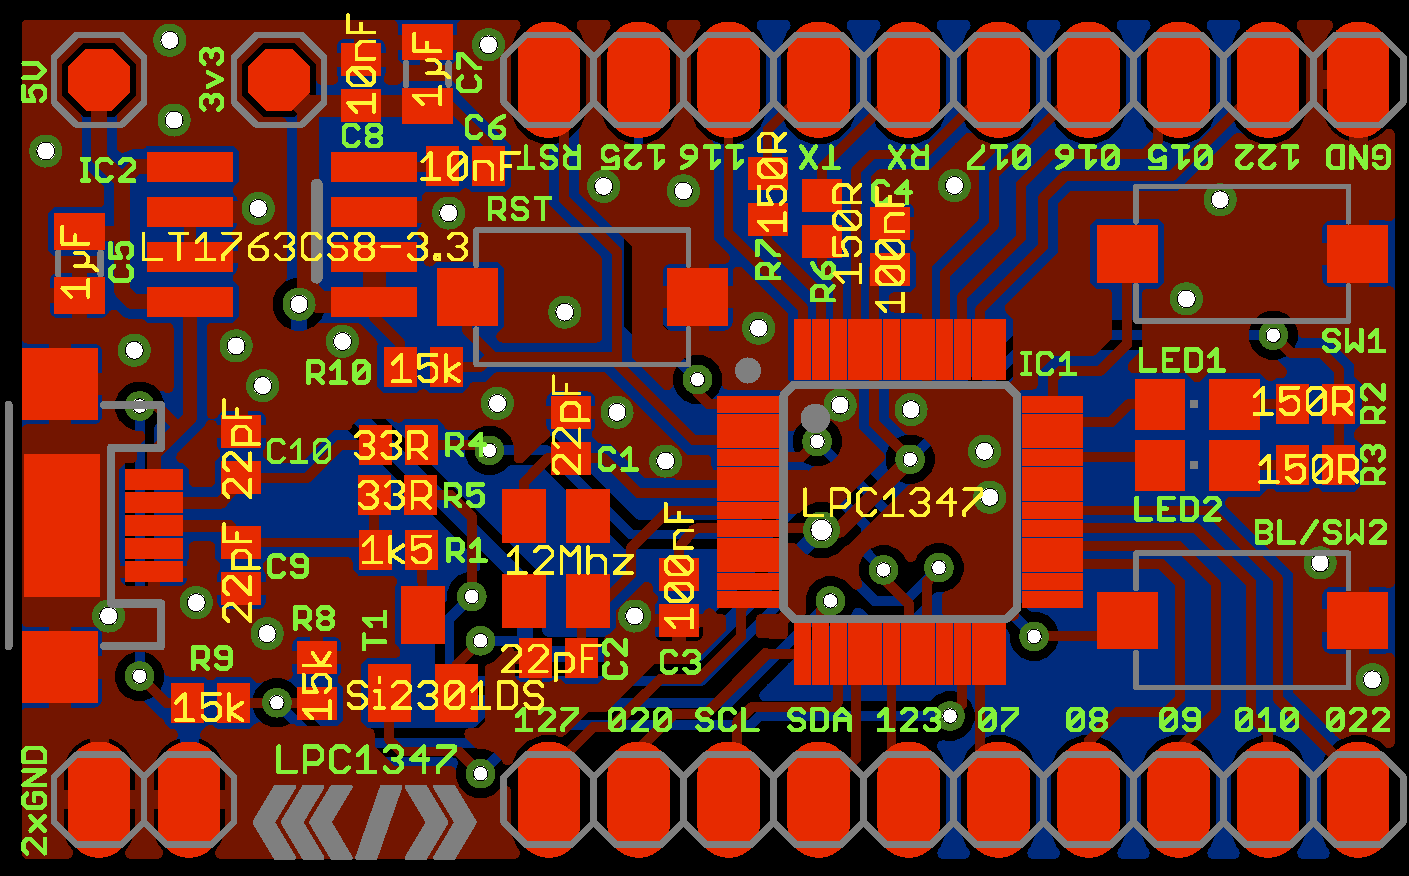 5V
3v3
10nF
C8
1µF
C7
C6
10nF
RST
125
116
TX
RX
017
016
015
122
GND
IC2
1µF
C5
LT1763CS8-3.3
RST
150R
R7
150R
R6
C4
100nF
R10
15k
IC1
LED1
SW1
150R
R2
150R
R3
LED2
BL/SW2
22pF
C10
33R
R4
33R
R5
1k5
R1
22pF
C1
12Mhz
100nF
C3
LPC1347
22pF
C9
R8
15k
R9
15k
T1
Si2301DS
22pF
C2
127
020
SCL
SDA
123
07
08
09
010
022
2xGND
LPC1347